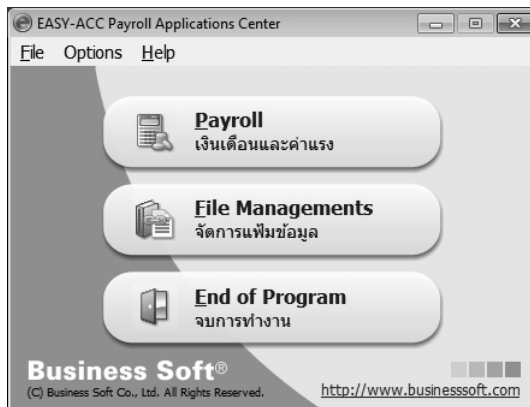 EASY-ACC Payroll Applications Center
File Options Help
Payroll
เงินเดือนและค่าแรง
File Managements
จัดการแฟ้มข้อมูล
End of Program
จบการทำงาน
Business Soft®
(C) Business Soft Co., Ltd. All Rights Reserved.
http://www.businesssoft.com